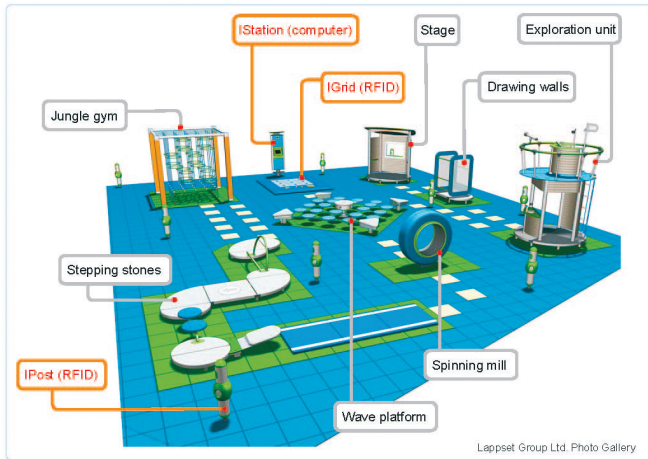 IStation (computer)
Stage
Exploration unit
IGrid (RFID)
Drawing walls
Jungle gym
Stepping stones
IPost (RFID)
Spinning mill
Wave platform
Lappset Group Ltd. Photo Gallery